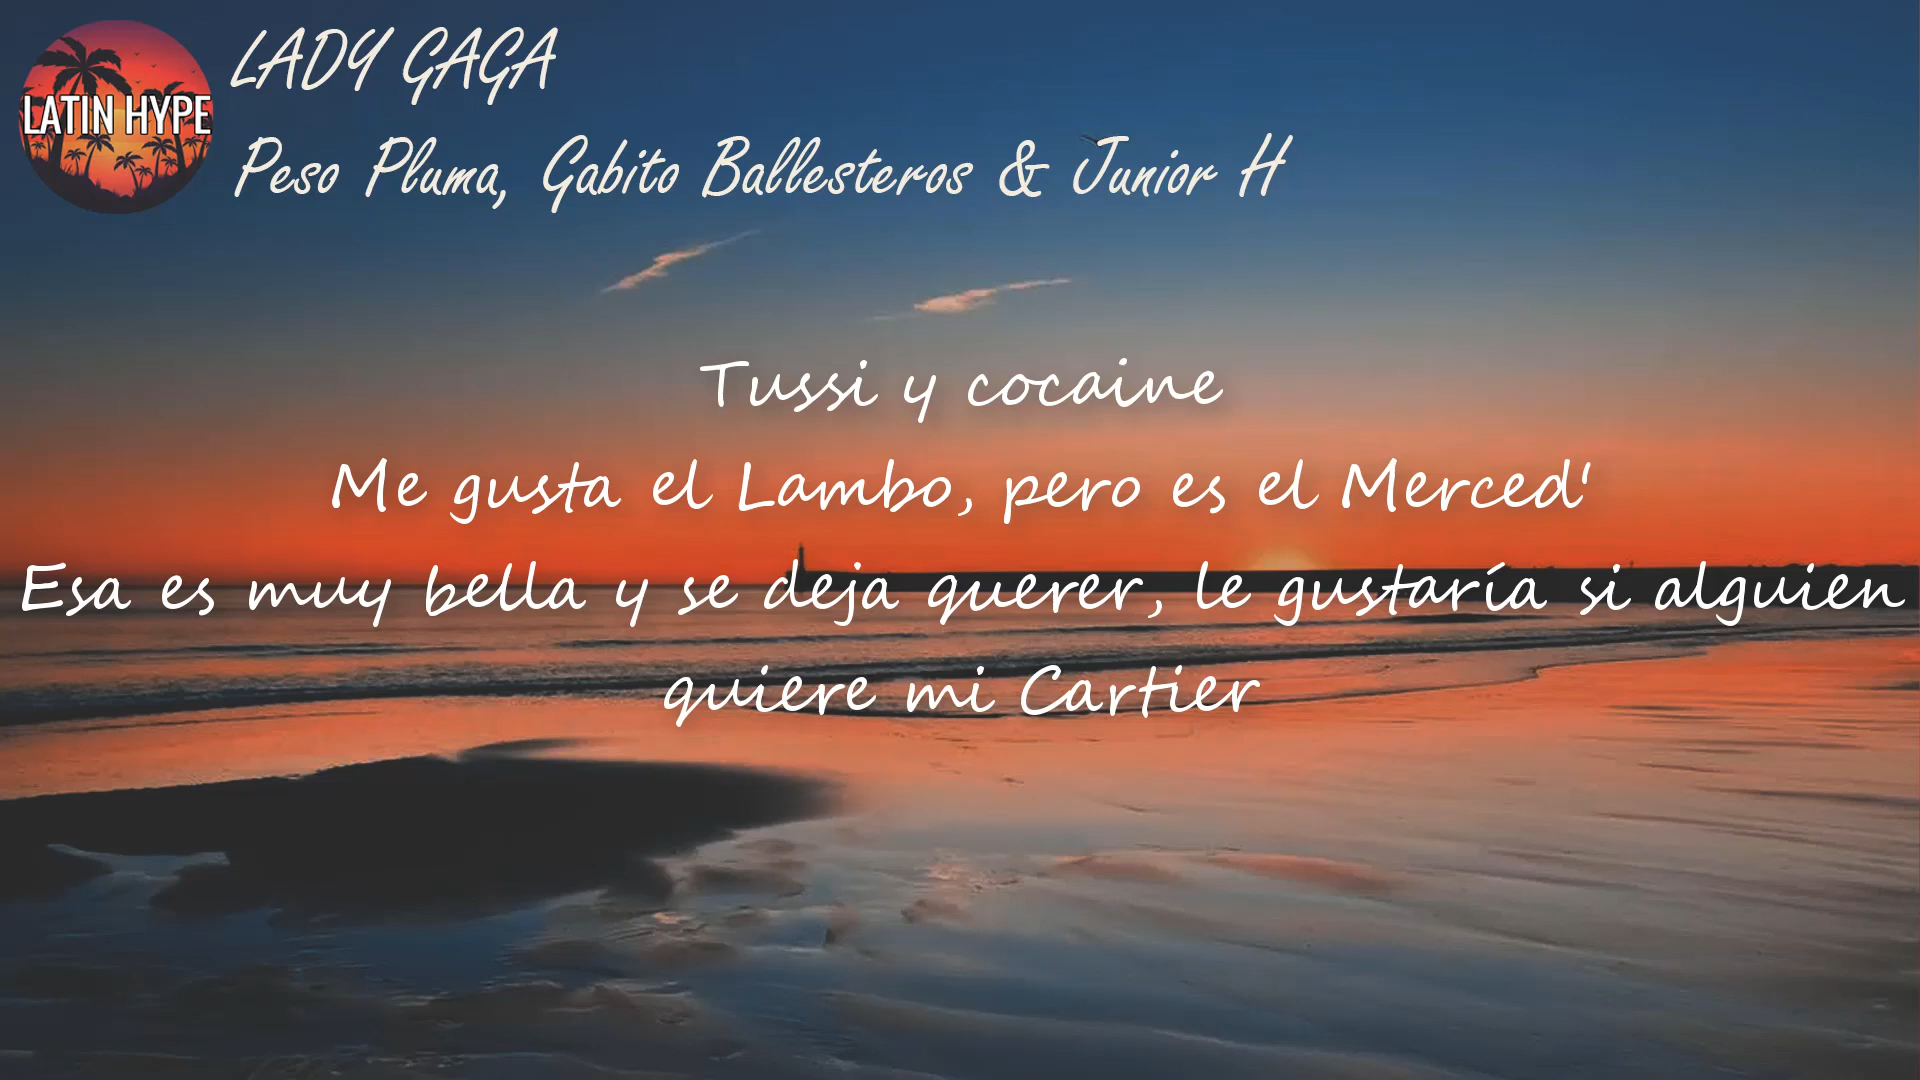 LATIN HYPE
LADY GAGA
Peso Pluma, Gabito Ballesteros & Junior H
Tussi y cocaine
Me gusta el Lambo, pero es el Merced'
Esa es muy bella y se deja querer, le gustaría si alguien
quiere mi Cartier